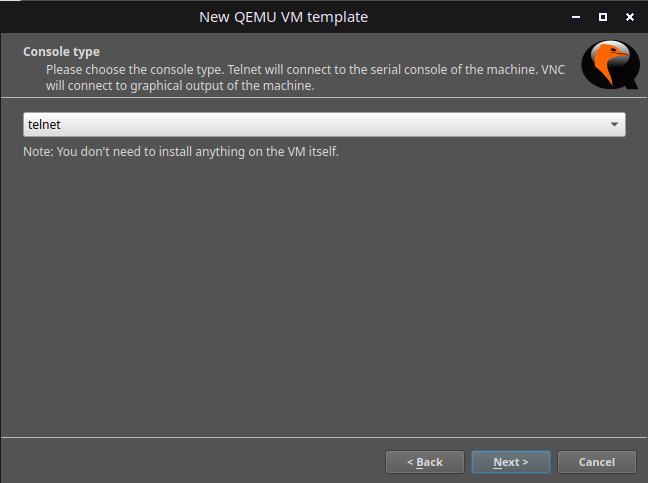 New QEMU VM template
Console type
Please choose the console type. Telnet will connect to the serial console of the machine. VNC
will connect to graphical output of the machine.
telnet
Note: You don't need to install anything on the VM itself.
< Back
Next >
Cancel